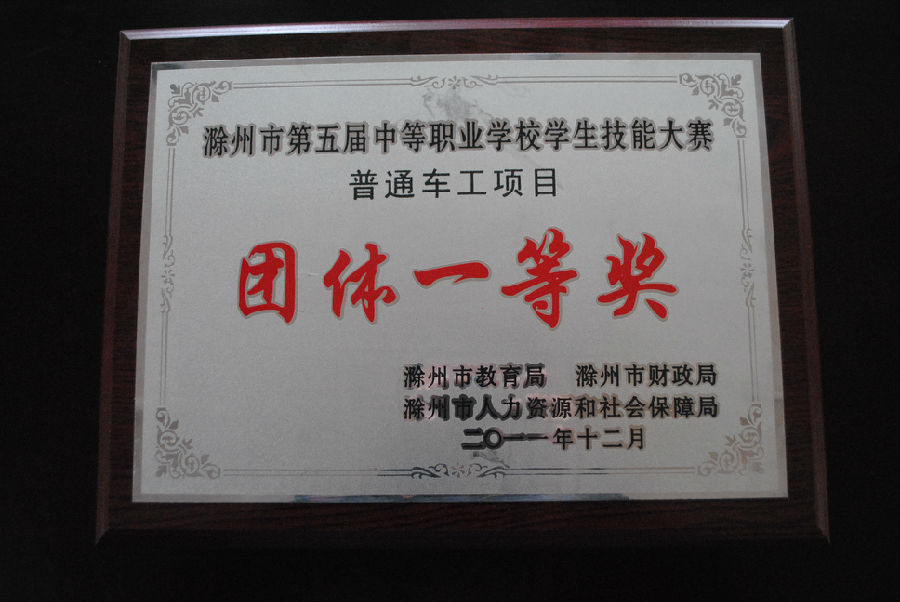 滁州市第五届中等职业学校学生技能大赛
普通车工项目
团体一等奖
滁州市教育局 滁州市财政局
滁州市人力资源和社会保障局
二〇一一年十二月